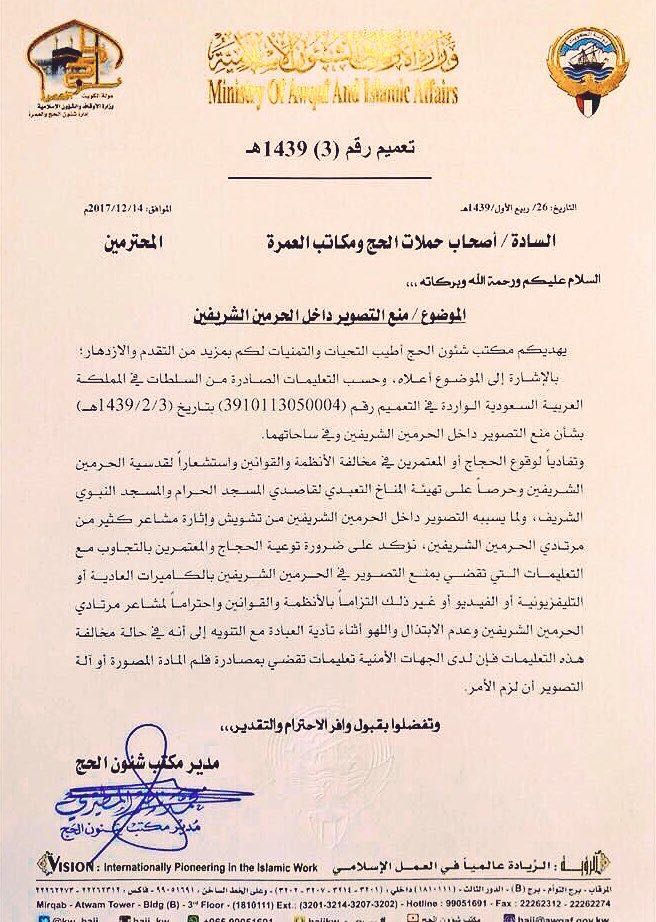 وزارة الأوقاف والشئون الإسلامية
Ministry Of Awqaf And Islamic Affairs
دولة الكويت
وزارة الأوقاف والشؤون الإسلامية
إدارة شئون الحج والعمرة
تعميم رقم (3) 1439هـ
التاريخ: 26/ ربيع الأول/1439هـ
الموافق: 2017/12/14م
السادة / أصحاب حملات الحج ومكاتب العمرة المحترمين
السلام عليكم ورحمة الله وبركاته ,,,
الموضوع / منع التصوير داخل الحرمين الشريفين
يهديكم مكتب شئون الحج أطيب التحيات والتمنيات لكم بمزيد من التقدم والازدهار؛
بالإشارة إلى الموضوع أعلاه، وحسب التعليمات الصادرة من السلطات في المملكة
العربية السعودية الواردة في التعميم رقم (3910113050004) بتاريخ (1439/2/3هـ)
بشأن منع التصوير داخل الحرمين الشريفين وفي ساحاتهما.
وتفادياً لوقوع الحجاج أو المعتمرين في مخالفة الأنظمة والقوانين واستشعاراً لقدسية الحرمين
الشريفين وحرصاً على تهيئة المناخ التعبدي لقاصدي المسجد الحرام والمسجد النبوي
الشريف، ولما يسببه التصوير داخل الحرمين الشريفين من تشويش وإثارة مشاعر كثير من
مرتادي الحرمين الشريفين، نؤكد على ضرورة توعية الحجاج والمعتمرين بالتجاوب مع
التعليمات التي تقضي بمنع التصوير في الحرمين الشريفين بالكاميرات العادية أو
التليفزيونية أو الفيديو أو غير ذلك التزاماً بالأنظمة والقوانين واحتراماً لمشاعر مرتادي
الحرمين الشريفين وعدم الابتذال واللهو أثناء تأدية العبادة مع التنويه إلى أنه في حالة مخالفة
هذه التعليمات فإن لدى الجهات الأمنية تعليمات تقضي بمصادرة فلم المادة المصورة أو آلة
التصوير أن لزم الأمر.
وتفضلوا بقبول وافر الاحترام والتقدير,,,
مدير مكتب شئون الحج
مدير مكتب شئون الحج
الرؤية: الريادة عالمياً في العمل الإسلامي VISION: Internationally Pioneering in the Islamic Work
المرقاب - برج التوأم - برج (B) - الدور الثالث - (١٨١٠١١١) داخلي: (٣٢٠١ - ٣٢١٤ - ٣٢٠٧ - ٣٢٠٢) - وعلى الخط الساخن: ٩٩٠٥١٦٩١ - فاكس: ٢٢٢٦٢٣١٢ - ٢٢٢٦٢٢٧٣
Mirqab - Atwam Tower - Bldg (B) - 3rd Floor - (1810111) Ext.: (3201-3214-3207-3202) - Hotline : 99051691 - Fax : 22262312 - 22262274
@kw_hajj
hajj_kw
+965 99051691
مكتب شئون الحج
hajj@awqaf.gov